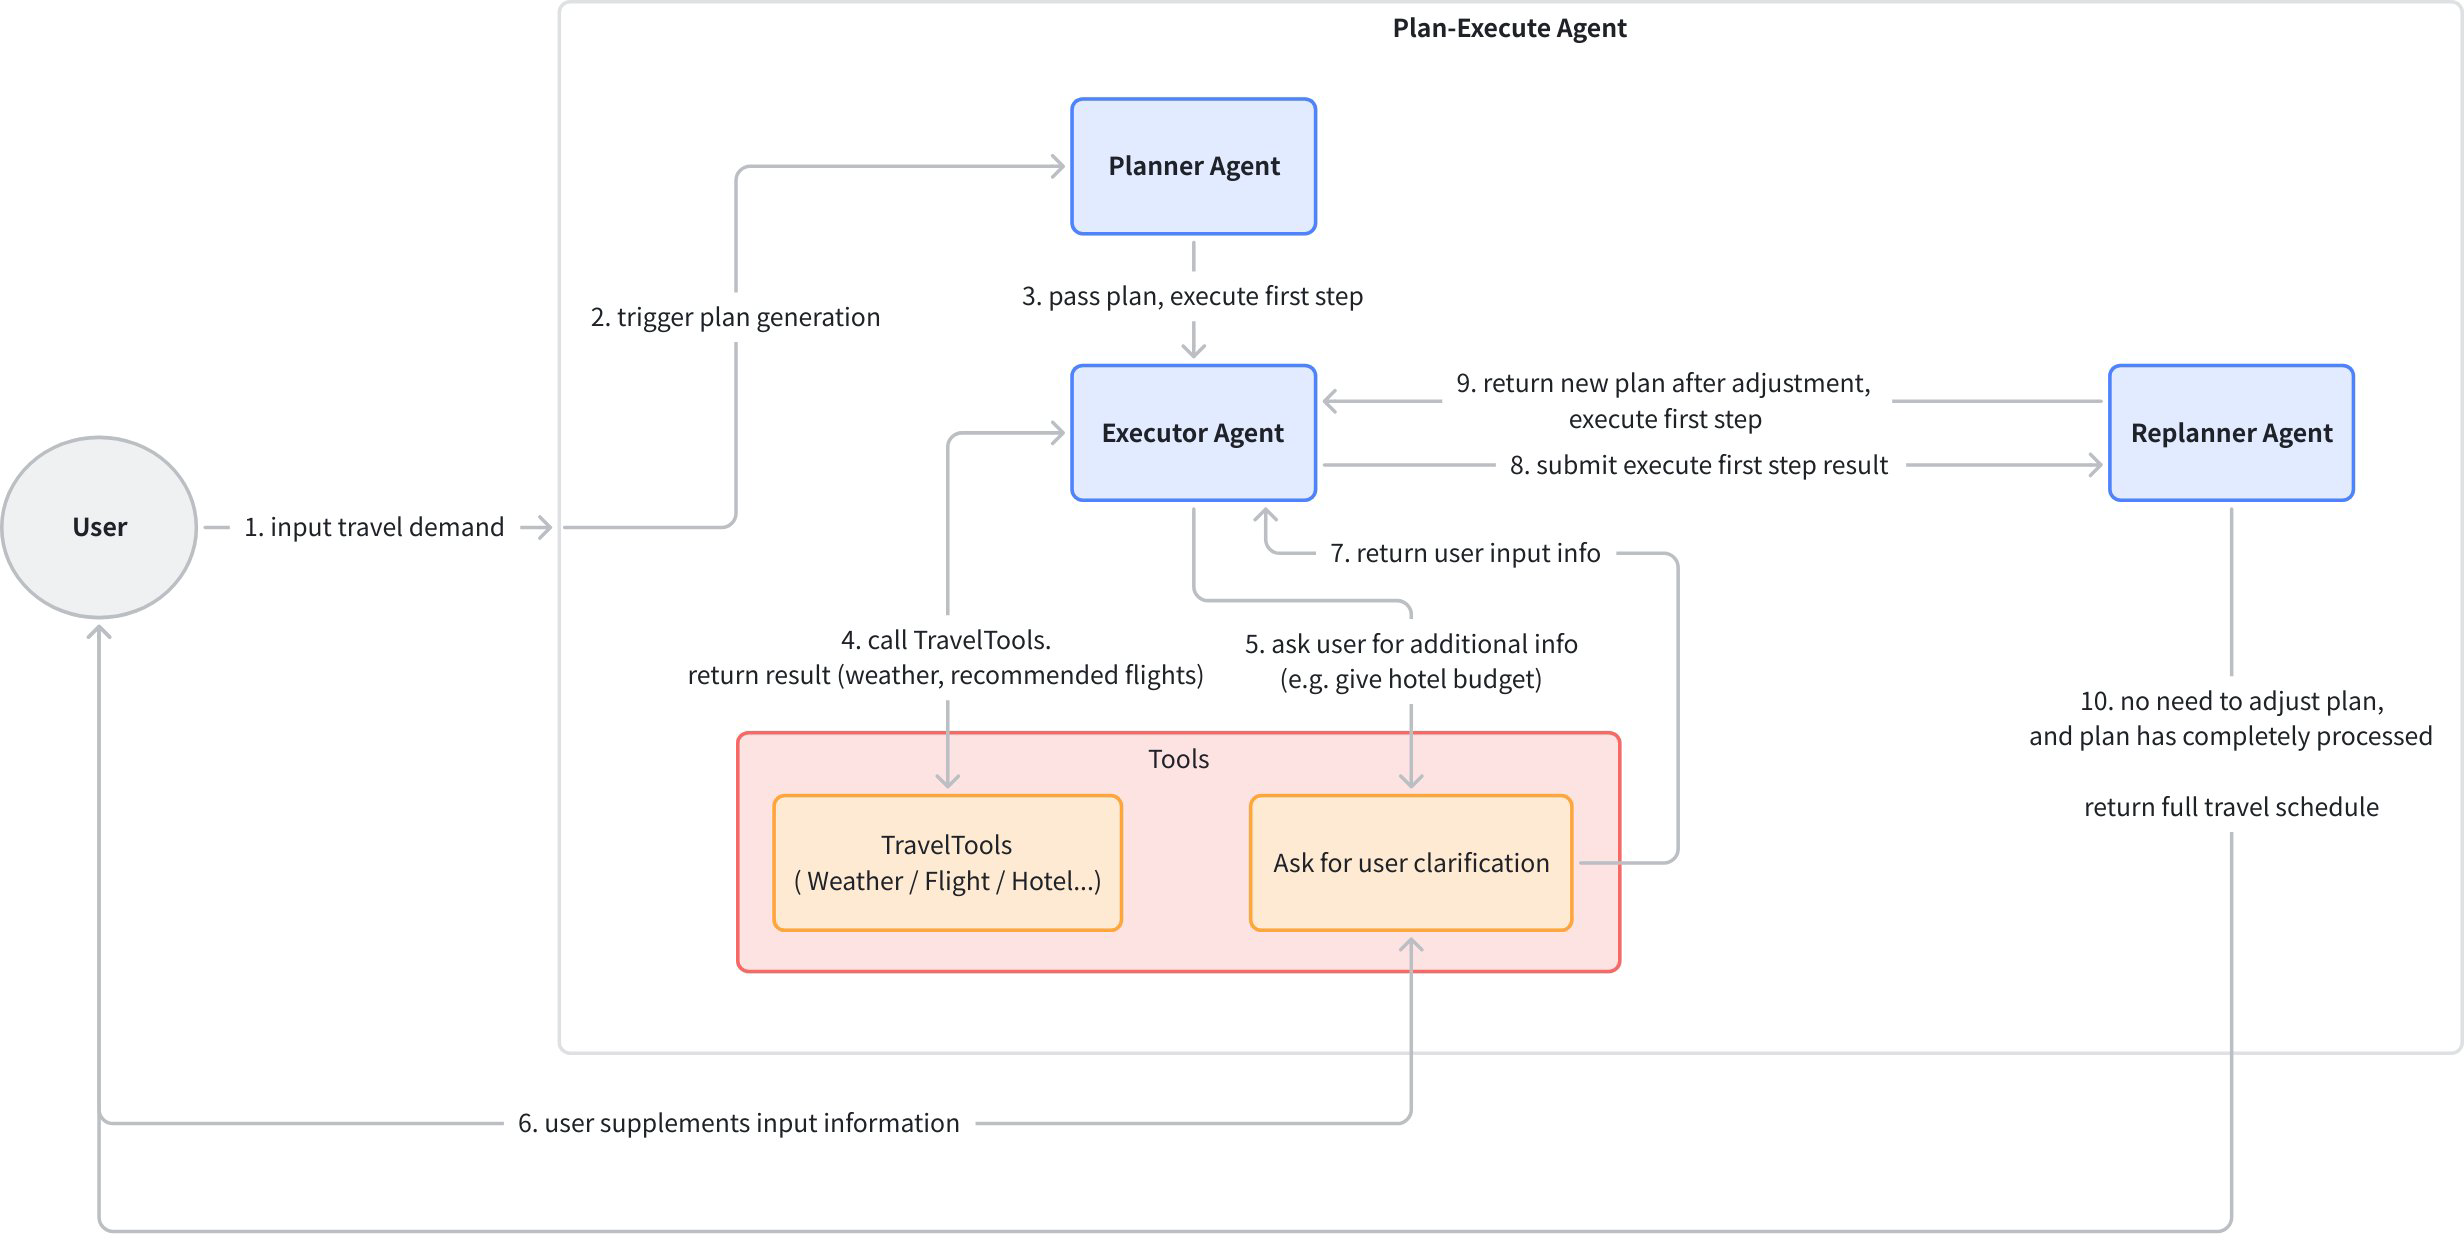 Plan-Execute Agent
Planner Agent
2. trigger plan generation
3. pass plan, execute first step
Executor Agent
9. return new plan after adjustment,
execute first step
8. submit execute first step result
Replanner Agent
User
1. input travel demand
7. return user input info
4. call TravelTools.
return result (weather, recommended flights)
5. ask user for additional info
(e.g. give hotel budget)
10. no need to adjust plan,
and plan has completely processed
return full travel schedule
Tools
TravelTools
( Weather / Flight / Hotel...)
Ask for user clarification
6. user supplements input information